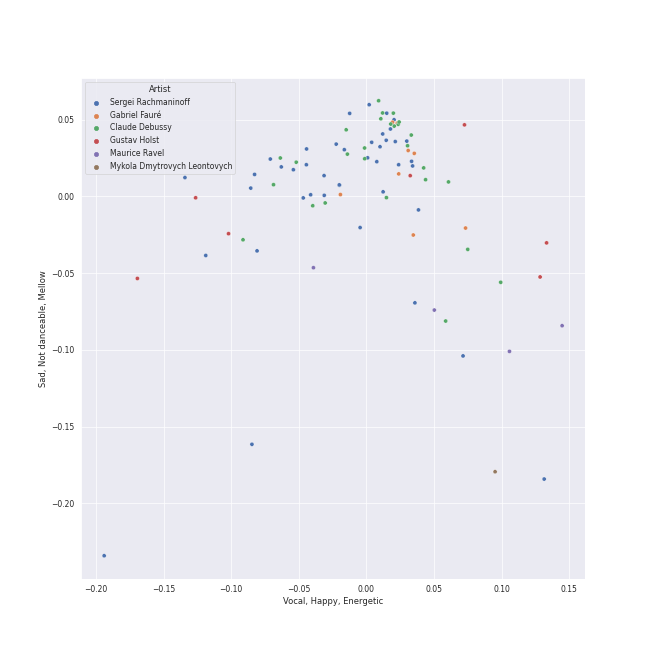 Artist
Sergei Rachmaninoff
Gabriel Fauré
Claude Debussy
Gustav Holst
Maurice Ravel
Mykola Dmytrovych Leontovych
0.05
0.00
−0.05
−0.10
−0.15
−0.20
Sad, Not danceable, Mellow
−0.20 −0.15 −0.10 −0.05 0.00 0.05 0.10 0.15
Vocal, Happy, Energetic